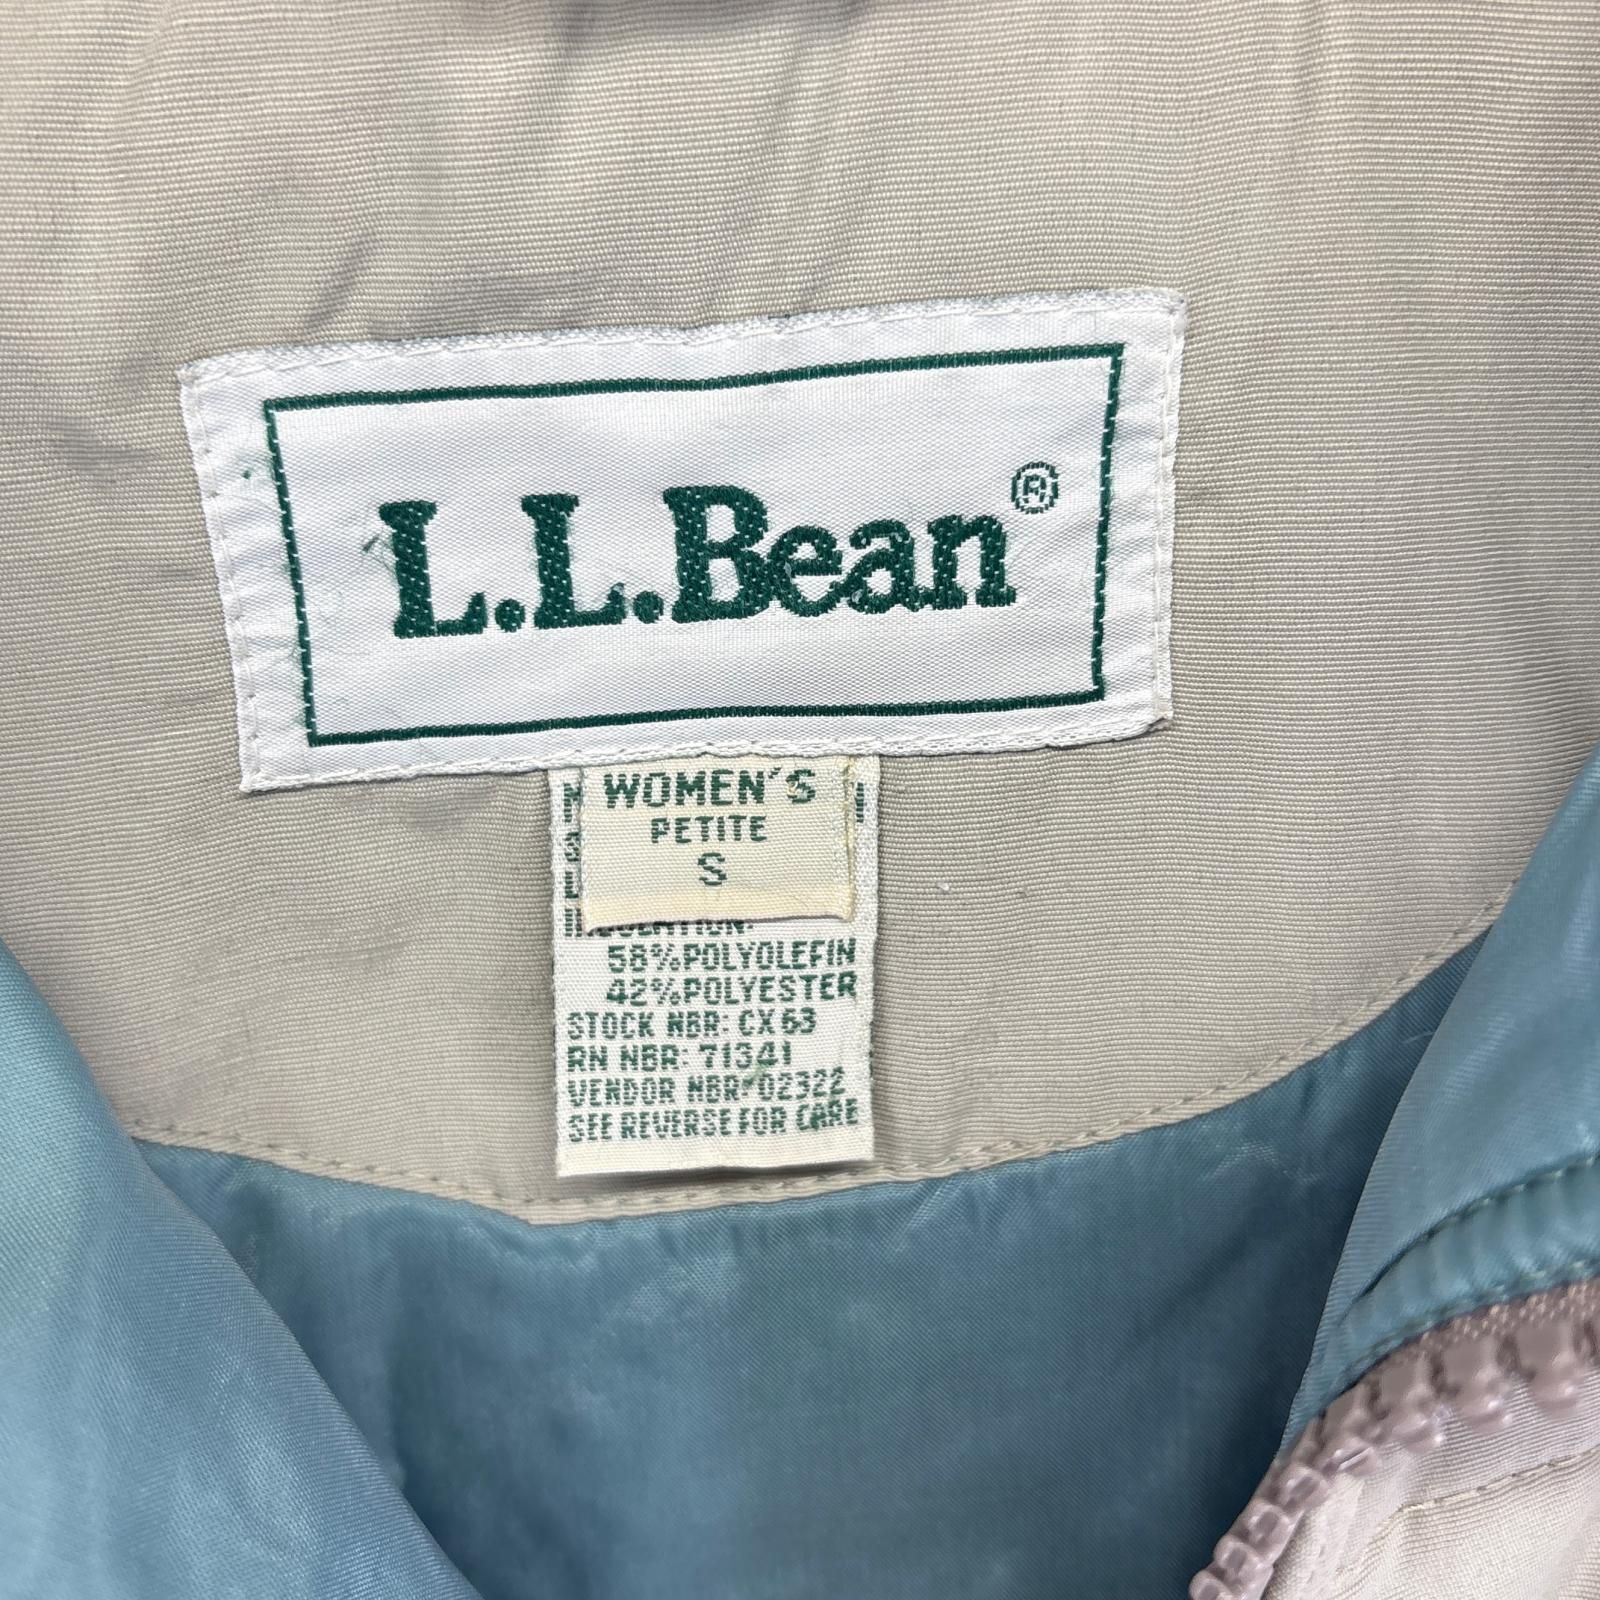 L.L.Bean®
WOMEN'S
PETITE
S
58%POLYOLEFIN
42%POLYESTER
STOCK NBR: CX63
RN NBR: 71341
VENDOR NBR: 02322
SEE REVERSE FOR CARE